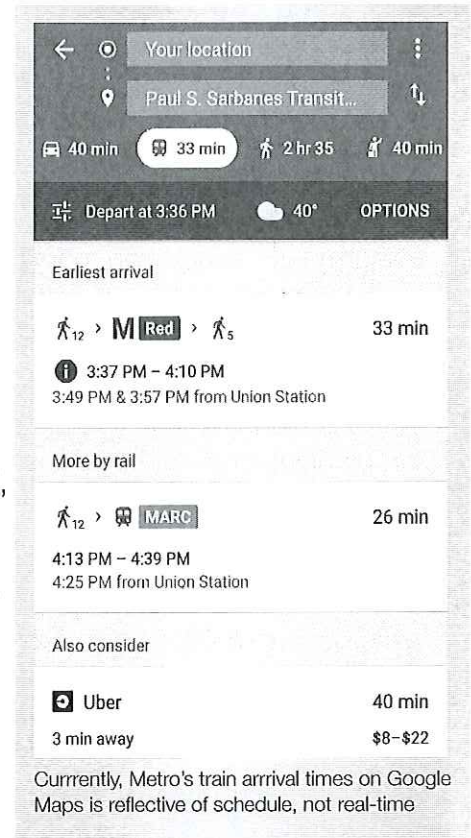 Your location
Paul S. Sarbanes Transit...
40 min 33 min 2 hr 35 40 min
Depart at 3:36 PM 40° OPTIONS
Earliest arrival
12 > M Red > 5 33 min
3:37 PM – 4:10 PM
3:49 PM & 3:57 PM from Union Station
More by rail
,
12 > MARC 26 min
4:13 PM – 4:39 PM
4:25 PM from Union Station
Also consider
Uber 40 min
3 min away $8–$22
Currrently, Metro's train arrrival times on Google
Maps is reflective of schedule, not real-time